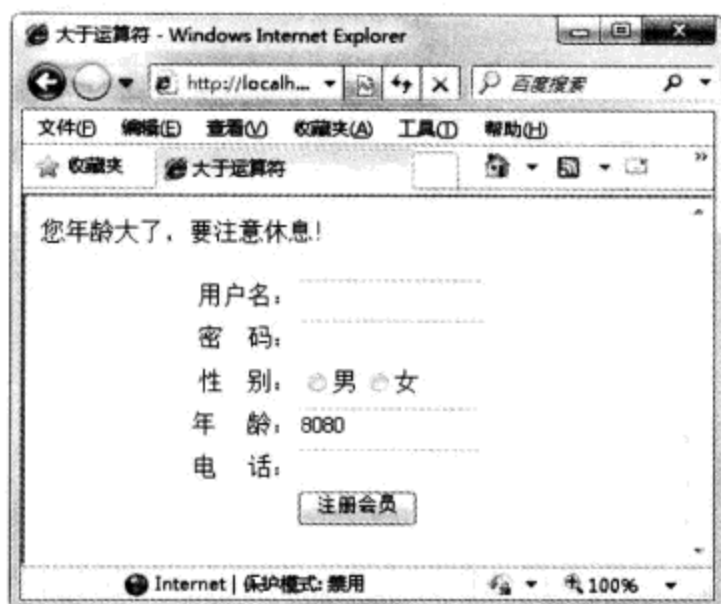 大于运算符 - Windows Internet Explorer
http://localh... 百度搜索
文件(F) 编辑(E) 查看(V) 收藏夹(A) 工具(T) 帮助(H)
收藏夹 大于运算符 »
您年龄大了，要注意休息！
用户名：
密 码：
性 别： 男 女
年 龄： 8080
电 话：
注册会员
Internet | 保护模式: 禁用 100%